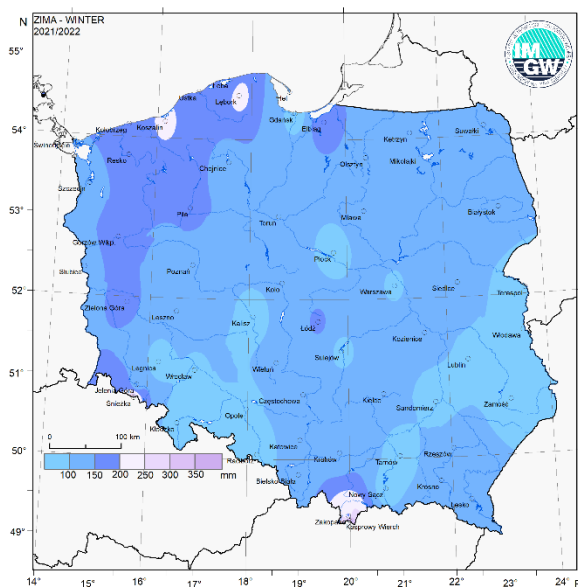 N
ZIMA - WINTER
2021/2022
IM
GW
55°
Łeba
Ustka
Lębork
Hel
Koszalin
Gdańsk
Elbląg
Suwałki
54°
Kołobrzeg
Kętrzyn
Świnoujście
Resko
Chojnice
Olsztyn
Mikołajki
Szczecin
53°
Piła
Toruń
Mława
Białystok
Gorzów Wlkp.
Płock
Słubice
Poznań
52°
Koło
Warszawa
Siedlce
Terespol
Zielona Góra
Leszno
Kalisz
Łódź
Kozienice
Włodawa
51°
Legnica
Wrocław
Wieluń
Sulejów
Lublin
Jelenia Góra
Śnieżka
Częstochowa
Kielce
Sandomierz
Zamość
Opole
Kłodzko
0 100 km
50°
Katowice
Kraków
Tarnów
Rzeszów
Racibórz
100 150 200 250 300 350 mm
Bielsko-Biała
Nowy Sącz
Krosno
Lesko
49°
Zakopane
Kasprowy Wierch
14° 15° 16° 17° 18° 19° 20° 21° 22° 23° 24° E